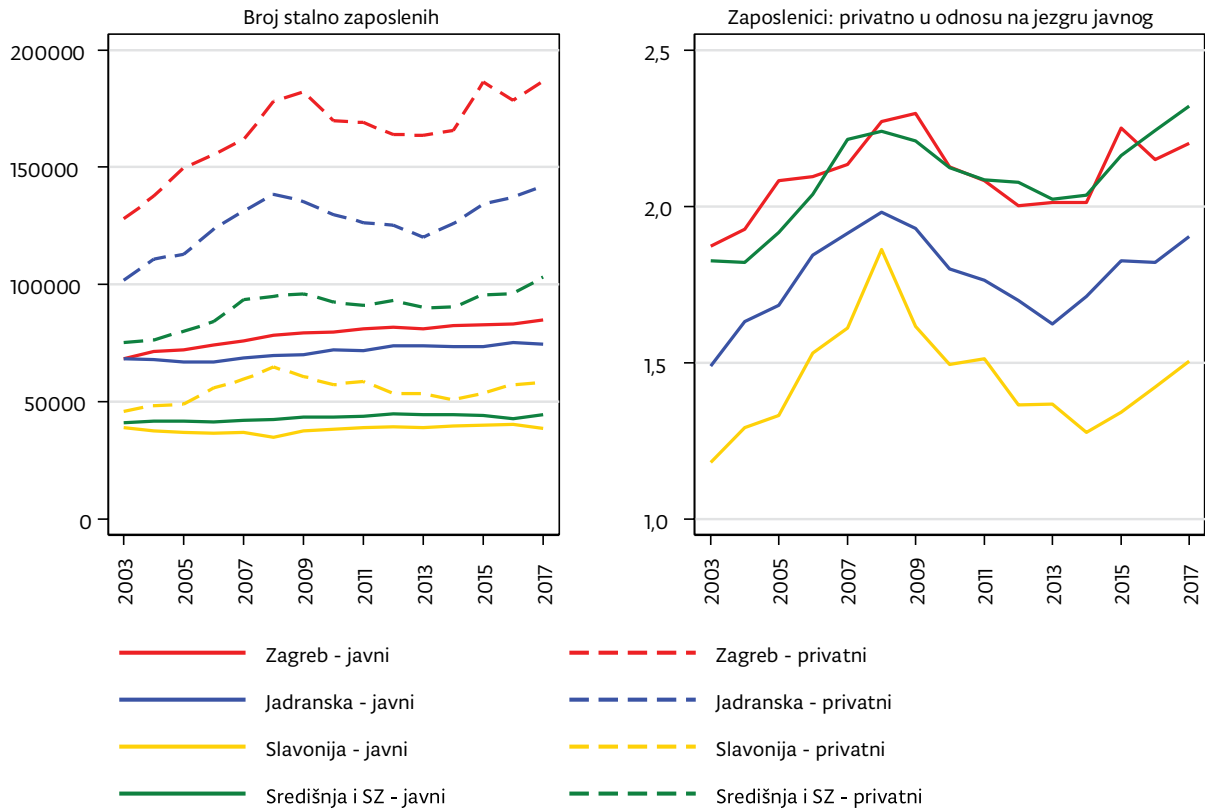 Broj stalno zaposlenih
200000
150000
100000
50000
0
2003
2005
2007
2009
2011
2013
2015
2017
Zaposlenici: privatno u odnosu na jezgru javnog
2,5
2,0
1,5
1,0
2003
2005
2007
2009
2011
2013
2015
2017
Zagreb - javni
Zagreb - privatni
Jadranska - javni
Jadranska - privatni
Slavonija - javni
Slavonija - privatni
Središnja i SZ - javni
Središnja i SZ - privatni